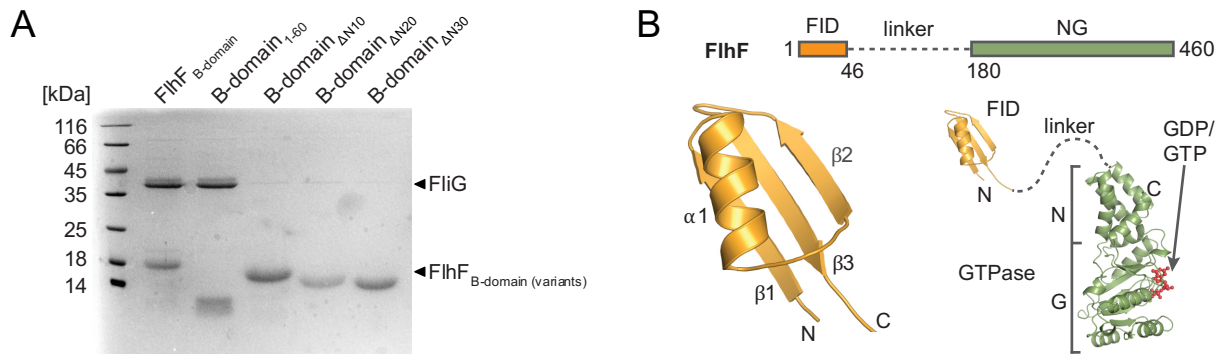 A
FlhF B-domain
B-domain 1-60
B-domain ΔN10
B-domain ΔN20
B-domain ΔN30
[kDa]
116
66
45
35
25
18
14
FliG
FlhF B-domain (variants)
B
FID
linker
NG
FlhF
1
460
46
180
α1
β2
β3
β1
N
C
FID
linker
GDP/
GTP
N
C
N
GTPase
G